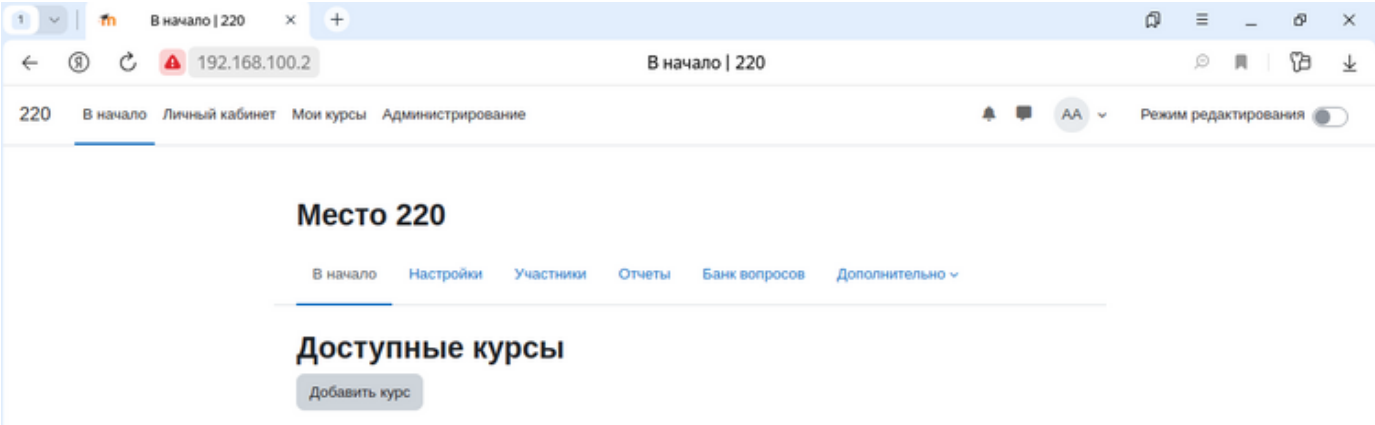 1 В начало | 220
Я 192.168.100.2 В начало | 220
220 В начало Личный кабинет Мои курсы Администрирование АА Режим редактирования
Место 220
В начало Настройки Участники Отчеты Банк вопросов Дополнительно
Доступные курсы
Добавить курс